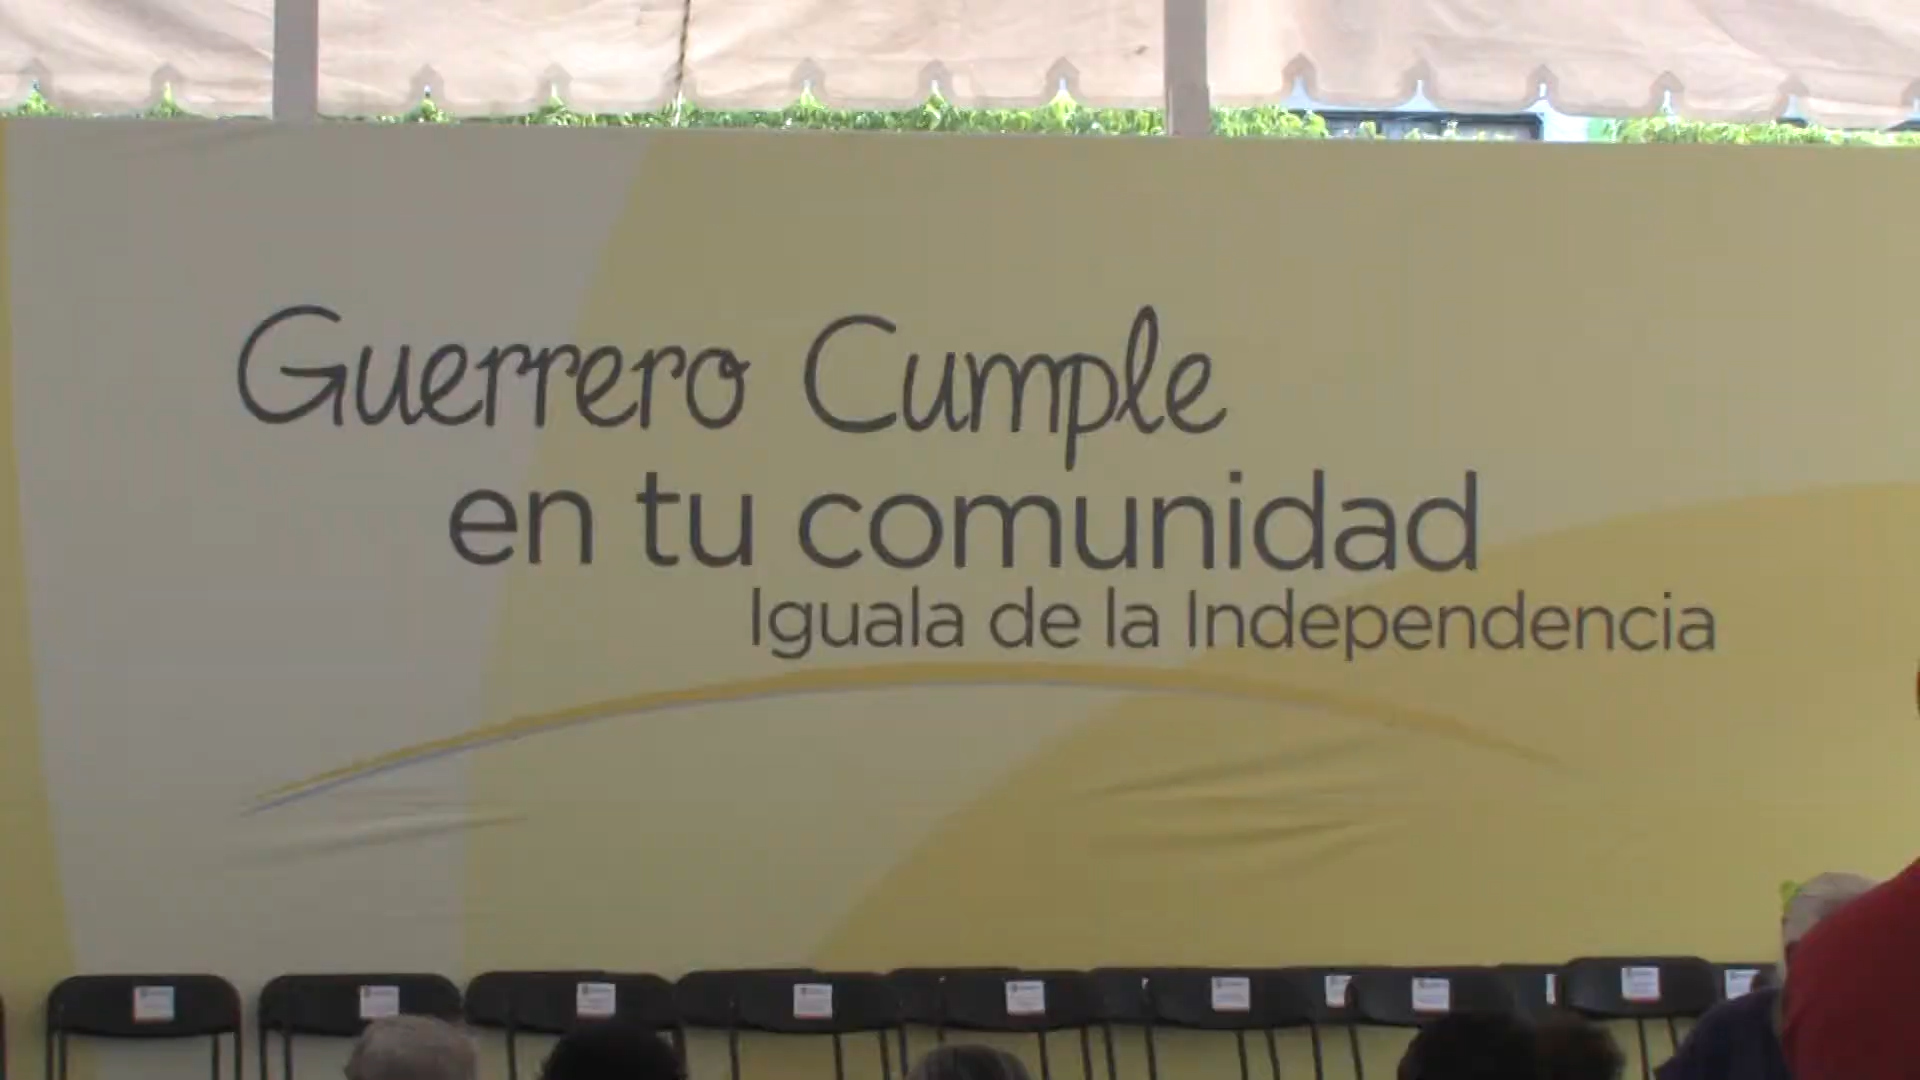 Guerrero Cumple
en tu comunidad
Iguala de la Independencia